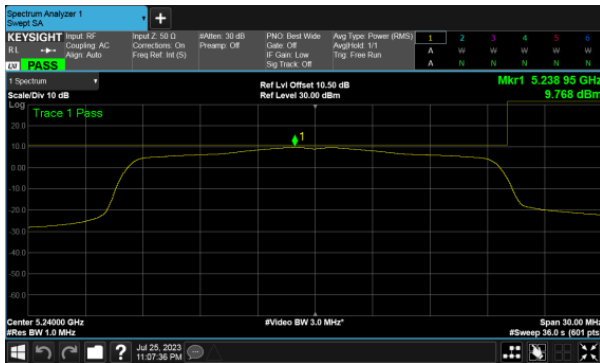 Spectrum Analyzer 1
Swept SA
+
KEYSIGHT Input: RF Input Z: 50 Ω #Atten: 30 dB PNO: Best Wide Avg Type: Power (RMS) 1 2 3 4 5 6
RL Coupling: AC Corrections: On Preamp: Off Gate: Off Avg|Hold: 1/1 A W W W W W
Align: Auto Freq Ref: Int (S) IF Gain: Low Trig: Free Run
LXI PASS Sig Track: Off A N N N N N
1 Spectrum Ref Lvl Offset 10.50 dB Mkr1 5.238 95 GHz
Scale/Div 10 dB Ref Level 30.00 dBm 9.768 dBm
Log
Trace 1 Pass
20.0
1
10.0
0.00
-10.0
-20.0
-30.0
-40.0
-50.0
-60.0
Center 5.24000 GHz #Video BW 3.0 MHz* Span 30.00 MHz
#Res BW 1.0 MHz #Sweep 36.0 s (601 pts)
? Jul 25, 2023
11:07:36 PM